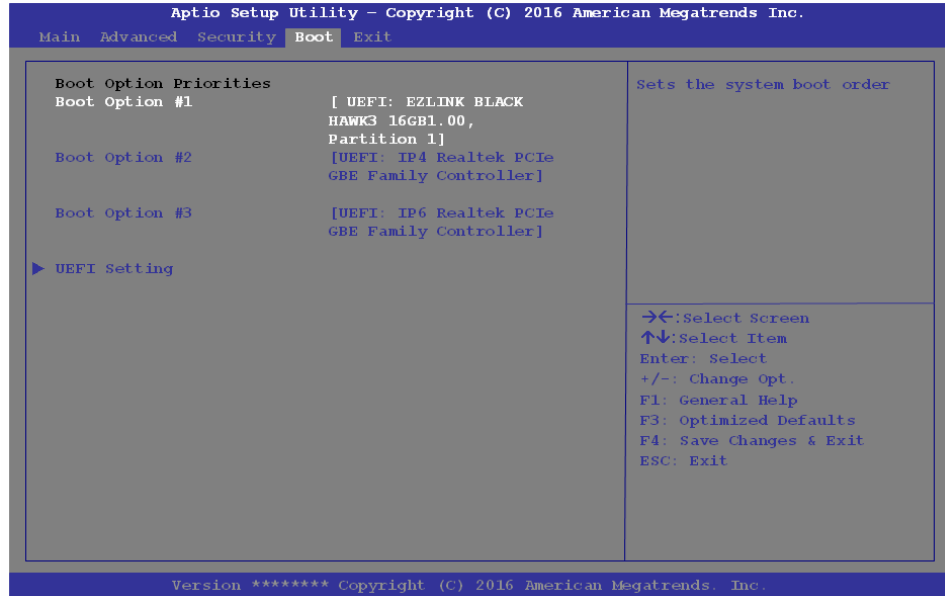 Aptio Setup Utility – Copyright (C) 2016 American Megatrends Inc.
Main Advanced Security Boot Exit
Boot Option Priorities
Boot Option #1 [ UEFI: EZLINK BLACK
HAWK3 16GB1.00,
Partition 1]
Boot Option #2 [UEFI: IP4 Realtek PCIe
GBE Family Controller]
Boot Option #3 [UEFI: IP6 Realtek PCIe
GBE Family Controller]
▶ UEFI Setting
Sets the system boot order
→←:Select Screen
↑↓:Select Item
Enter: Select
+/-: Change Opt.
F1: General Help
F3: Optimized Defaults
F4: Save Changes & Exit
ESC: Exit
Version ******** Copyright (C) 2016 American Megatrends. Inc.